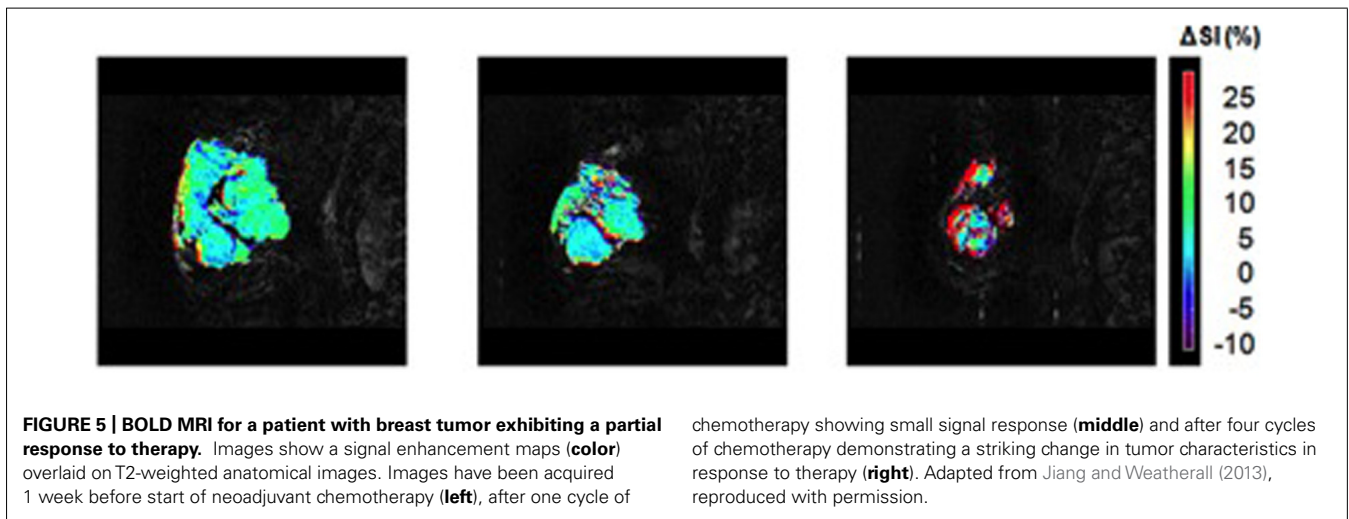 ΔSI(%)
25
20
15
10
5
0
-5
-10
FIGURE 5 | BOLD MRI for a patient with breast tumor exhibiting a partial
response to therapy. Images show a signal enhancement maps (color)
overlaid on T2-weighted anatomical images. Images have been acquired
1 week before start of neoadjuvant chemotherapy (left), after one cycle of
chemotherapy showing small signal response (middle) and after four cycles
of chemotherapy demonstrating a striking change in tumor characteristics in
response to therapy (right). Adapted from Jiang and Weatherall (2013),
reproduced with permission.